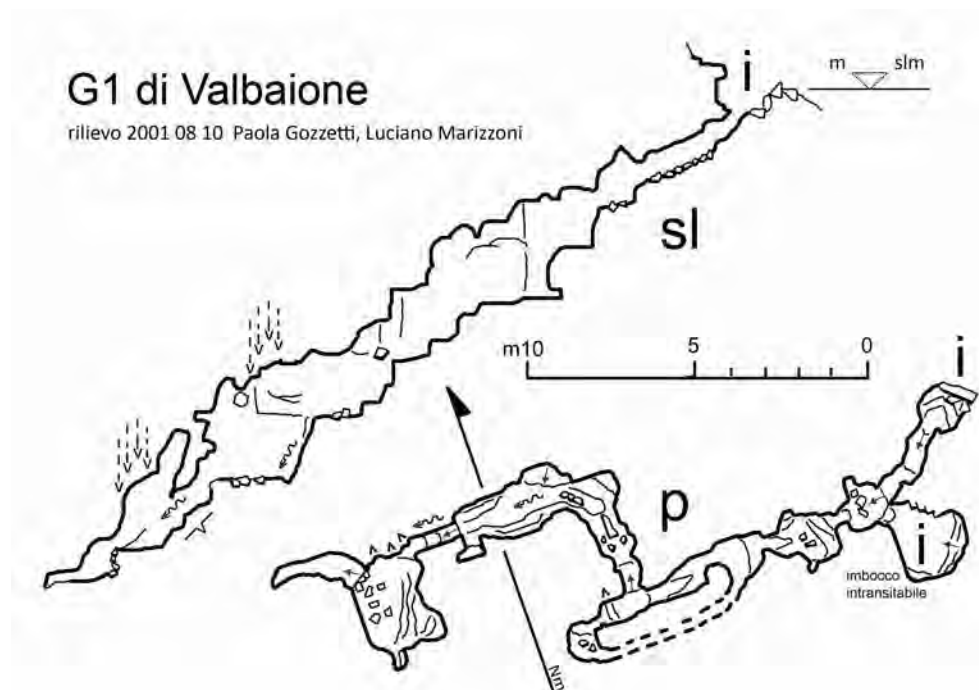 G1 di Valbaione
rilievo 2001 08 10 Paola Gozzetti, Luciano Marizzoni
i
m slm
sl
m10 5 0
i
p
i
imbocco
intransitabile
Nm